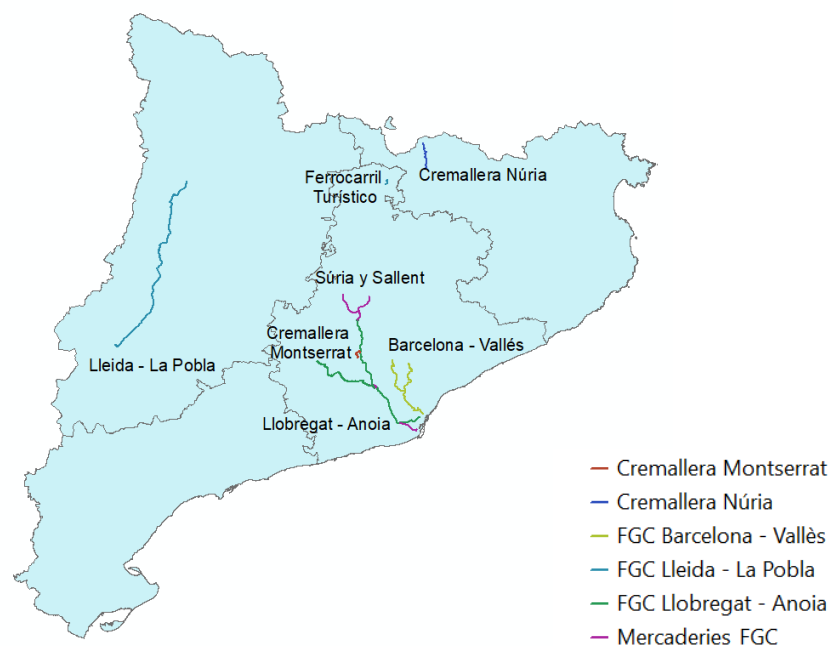 Ferrocarril
Turístico
Cremallera Núria
Súria y Sallent
Cremallera
Montserrat
Barcelona - Vallés
Lleida - La Pobla
Llobregat - Anoia
Cremallera Montserrat
Cremallera Núria
FGC Barcelona - Vallès
FGC Lleida - La Pobla
FGC Llobregat - Anoia
Mercaderies FGC